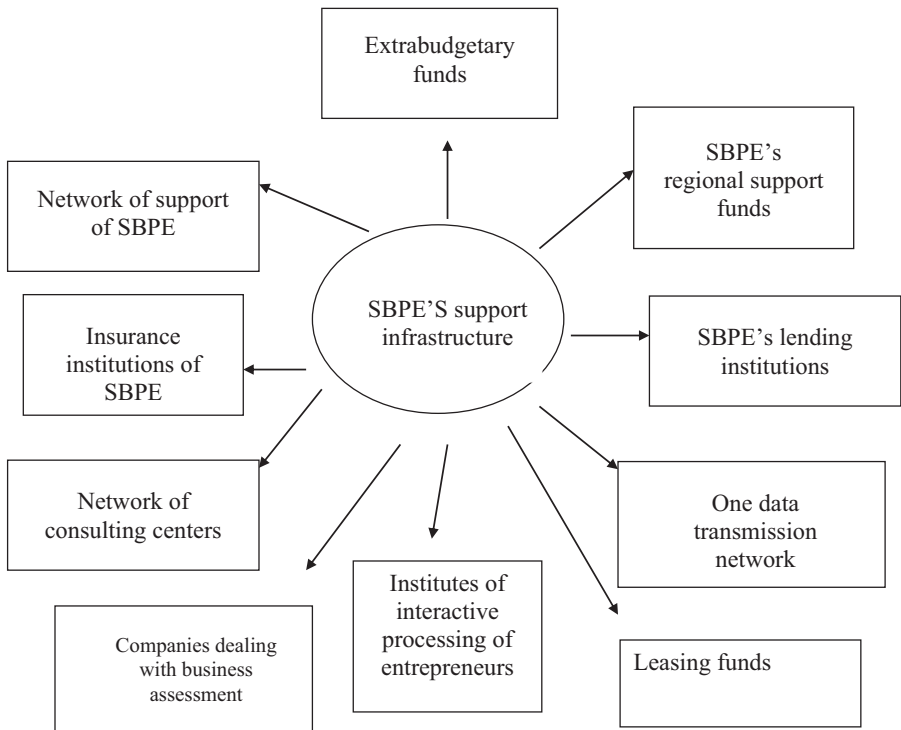 Extrabudgetary
funds
SBPE’s
regional support
funds
Network of support
of SBPE
SBPE’S support
infrastructure
Insurance
institutions of
SBPE
SBPE’s lending
institutions
Network of
consulting centers
One data
transmission
network
Institutes of
interactive
processing of
entrepreneurs
Companies dealing
with business
assessment
Leasing funds